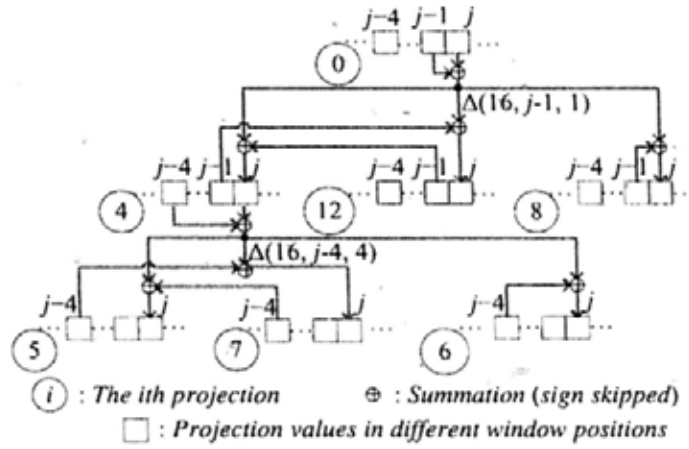 j−4 j−1 j
0
Δ(16, j-1, 1)
j−4 j−1 j j−4 j−1 j j−4 j−1 j
4 12 8
Δ(16, j-4, 4)
j−4 j j−4 j j−4 j
5 7 6
i : The ith projection ⊕ : Summation (sign skipped)
: Projection values in different window positions